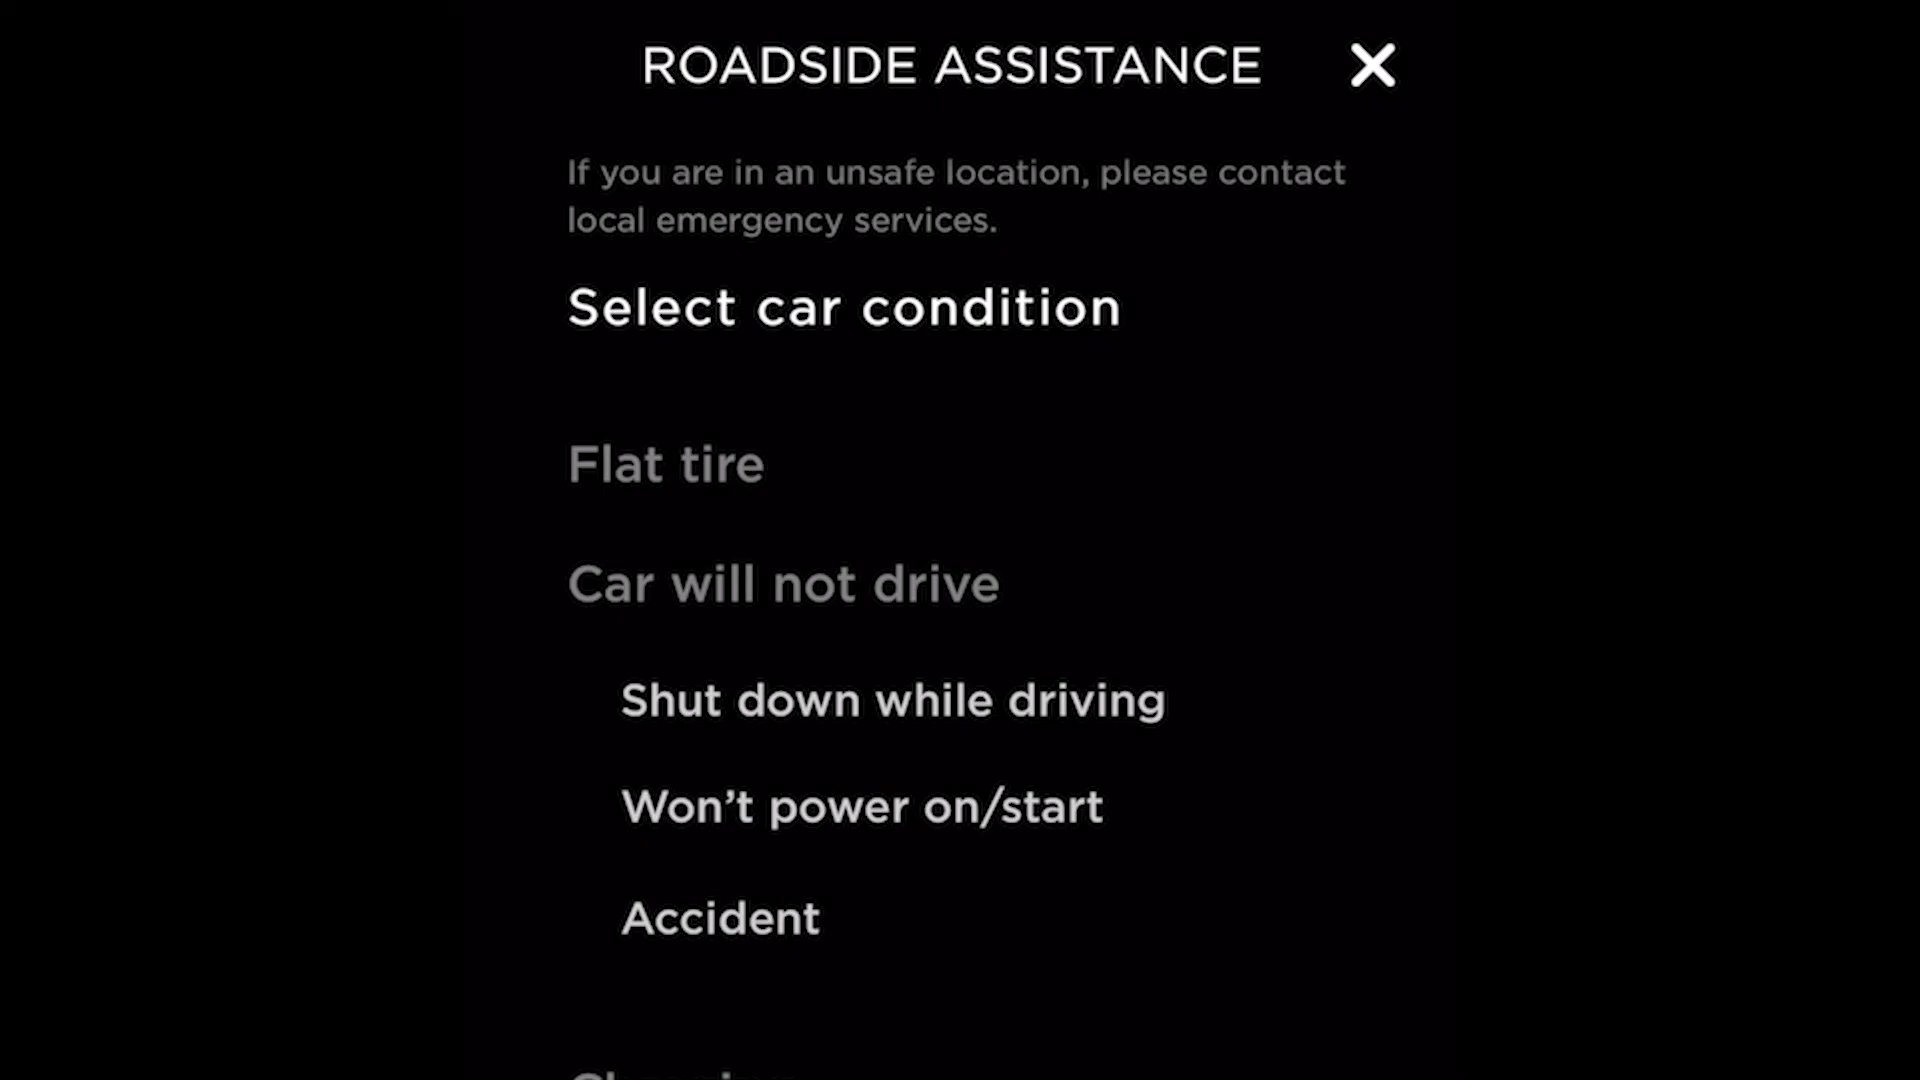 ROADSIDE ASSISTANCE
If you are in an unsafe location, please contact
local emergency services.
Select car condition
Flat tire
Car will not drive
Shut down while driving
Won’t power on/start
Accident